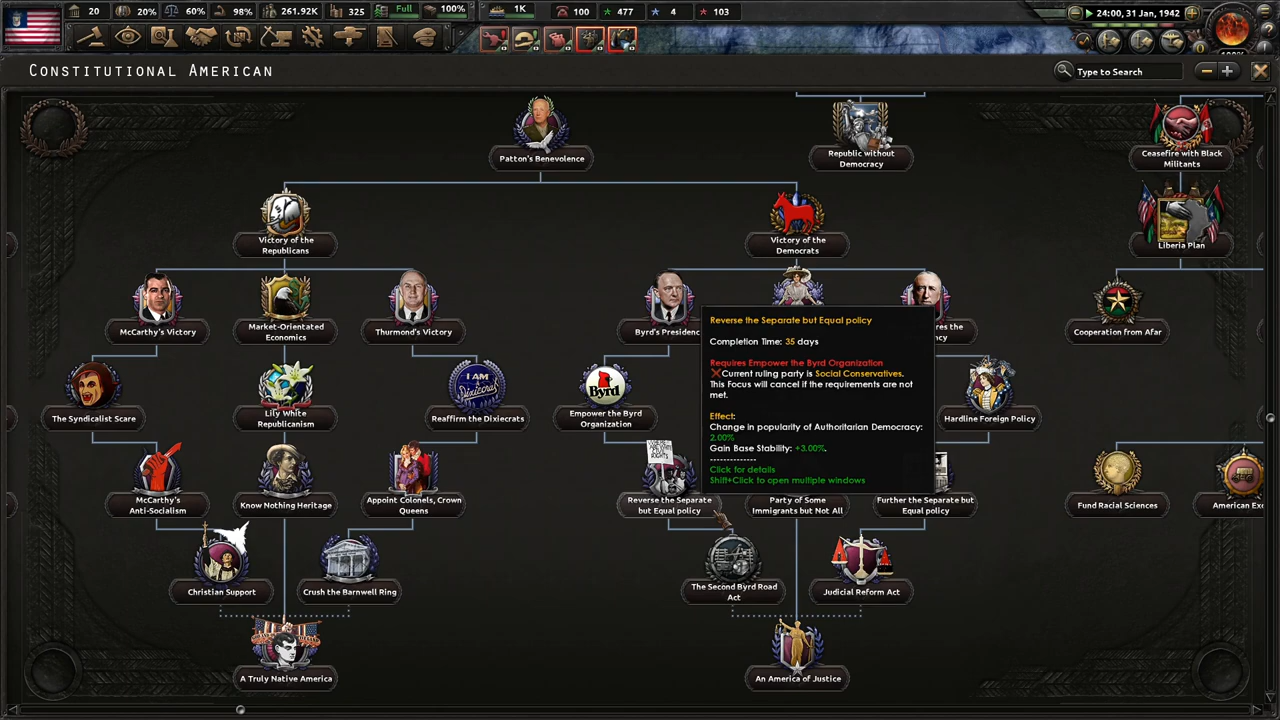 20
20%
60%
98%
261.92K
325
Full
100%
1K
100
477
4
103
24:00, 31 Jan, 1942
CONSTITUTIONAL AMERICAN
Type to Search
Patton's Benevolence
Republic without
Democracy
Ceasefire with Black
Militants
Victory of the
Republicans
Victory of the
Democrats
Liberia Plan
McCarthy's Victory
Market-Orientated
Economics
Thurmond's Victory
Byrd's Presidenc
res the
ncy
Cooperation from Afar
Reverse the Separate but Equal policy
Completion Time: 35 days
Requires Empower the Byrd Organization
Current ruling party is Social Conservatives.
This Focus will cancel if the requirements are not
met.
Effect:
Change in popularity of Authoritarian Democracy:
2.00%
Gain Base Stability: +3.00%.
--------------
Click for details
Shift+Click to open multiple windows
I AM
a
Dixiecrat
Byrd
The Syndicalist Scare
Lily White
Republicanism
Reaffirm the Dixiecrats
Empower the Byrd
Organization
Hardline Foreign Policy
McCarthy's
Anti-Socialism
Know Nothing Heritage
Appoint Colonels, Crown
Queens
Reverse the Separate
but Equal policy
Party of Some
Immigrants but Not All
Further the Separate but
Equal policy
Fund Racial Sciences
American Exc
Christian Support
Crush the Barnwell Ring
The Second Byrd Road
Act
Judicial Reform Act
A Truly Native America
An America of Justice